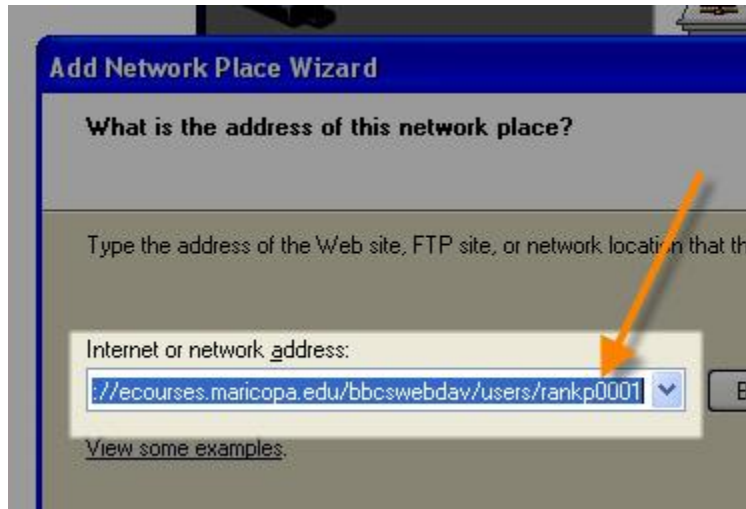 Add Network Place Wizard
What is the address of this network place?
Type the address of the Web site, FTP site, or network location that th
Internet or network address:
://ecourses.maricopa.edu/bbcswebdav/users/rankp0001
B
View some examples.